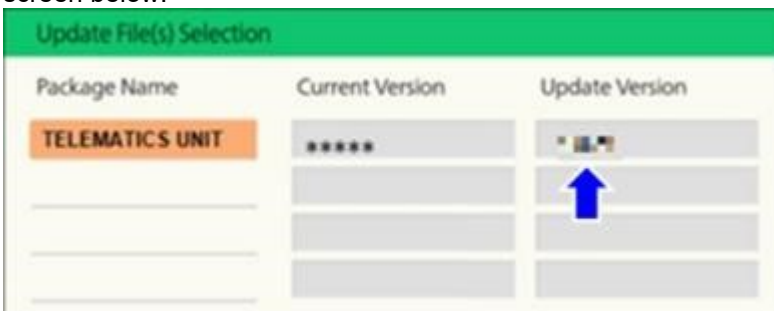 Update File(s) Selection
Package Name Current Version Update Version
TELEMATICS UNIT *****